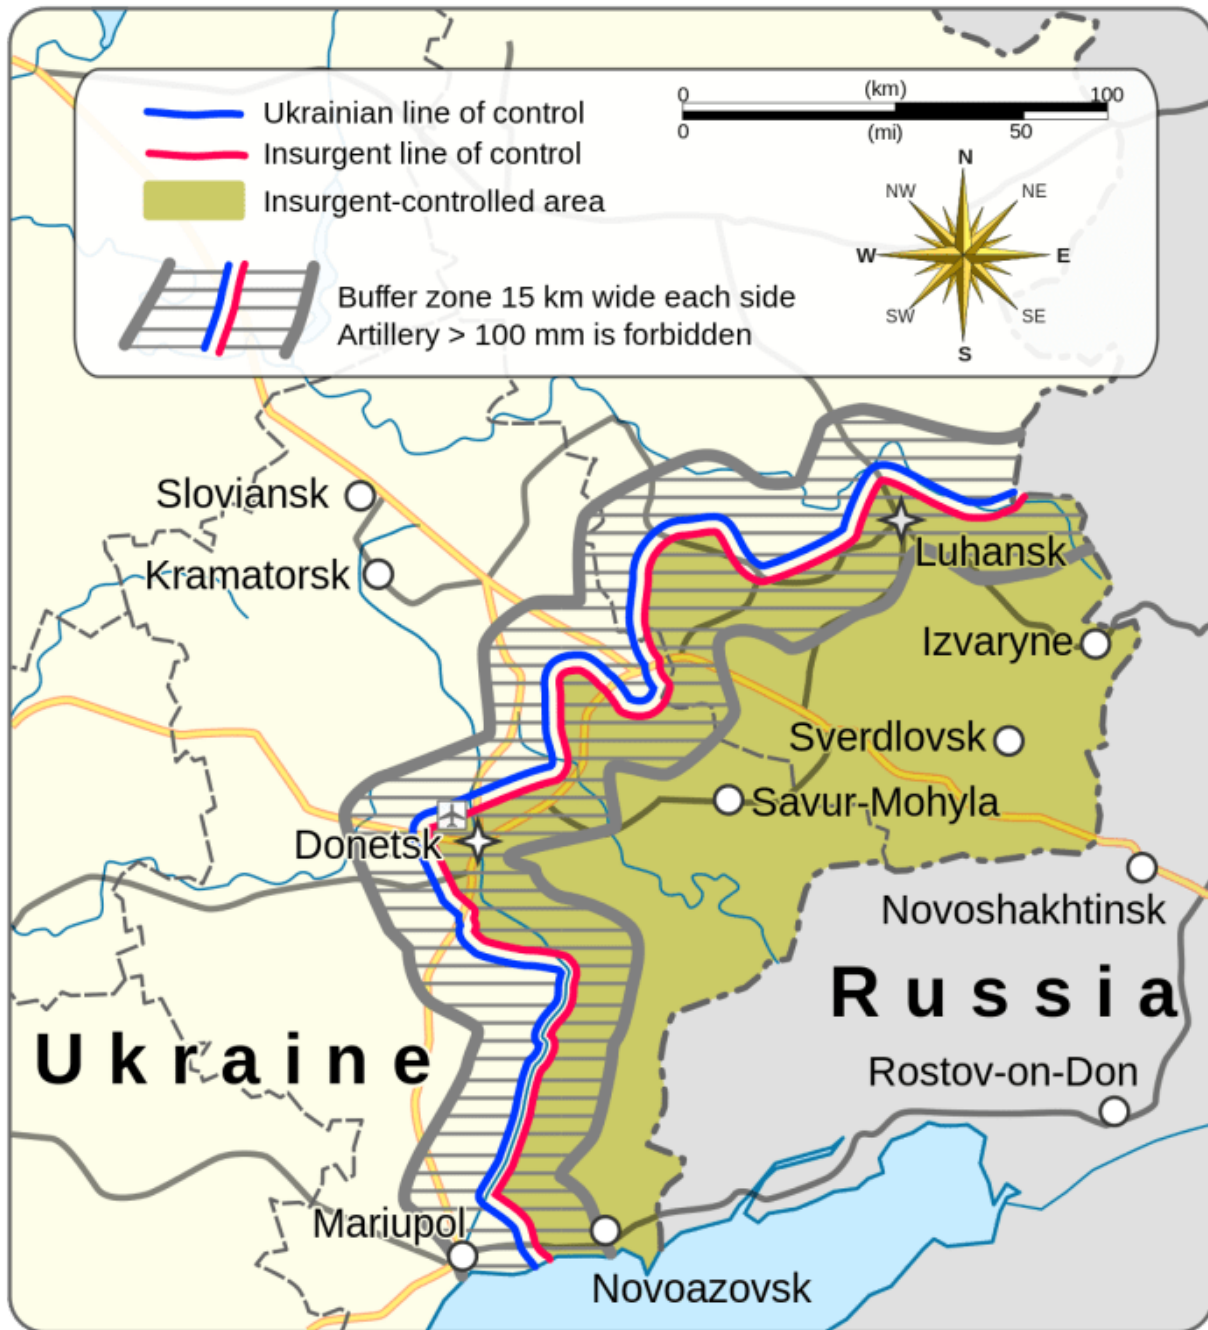 Ukrainian line of control
Insurgent line of control
Insurgent-controlled area
Buffer zone 15 km wide each side
Artillery > 100 mm is forbidden
0 (km) 100
0 (mi) 50
N
NW NE
W E
SW SE
S
Sloviansk
Kramatorsk
Luhansk
Izvaryne
Sverdlovsk
Savur-Mohyla
Donetsk
Novoshakhtinsk
Russia
Ukraine
Rostov-on-Don
Mariupol
Novoazovsk